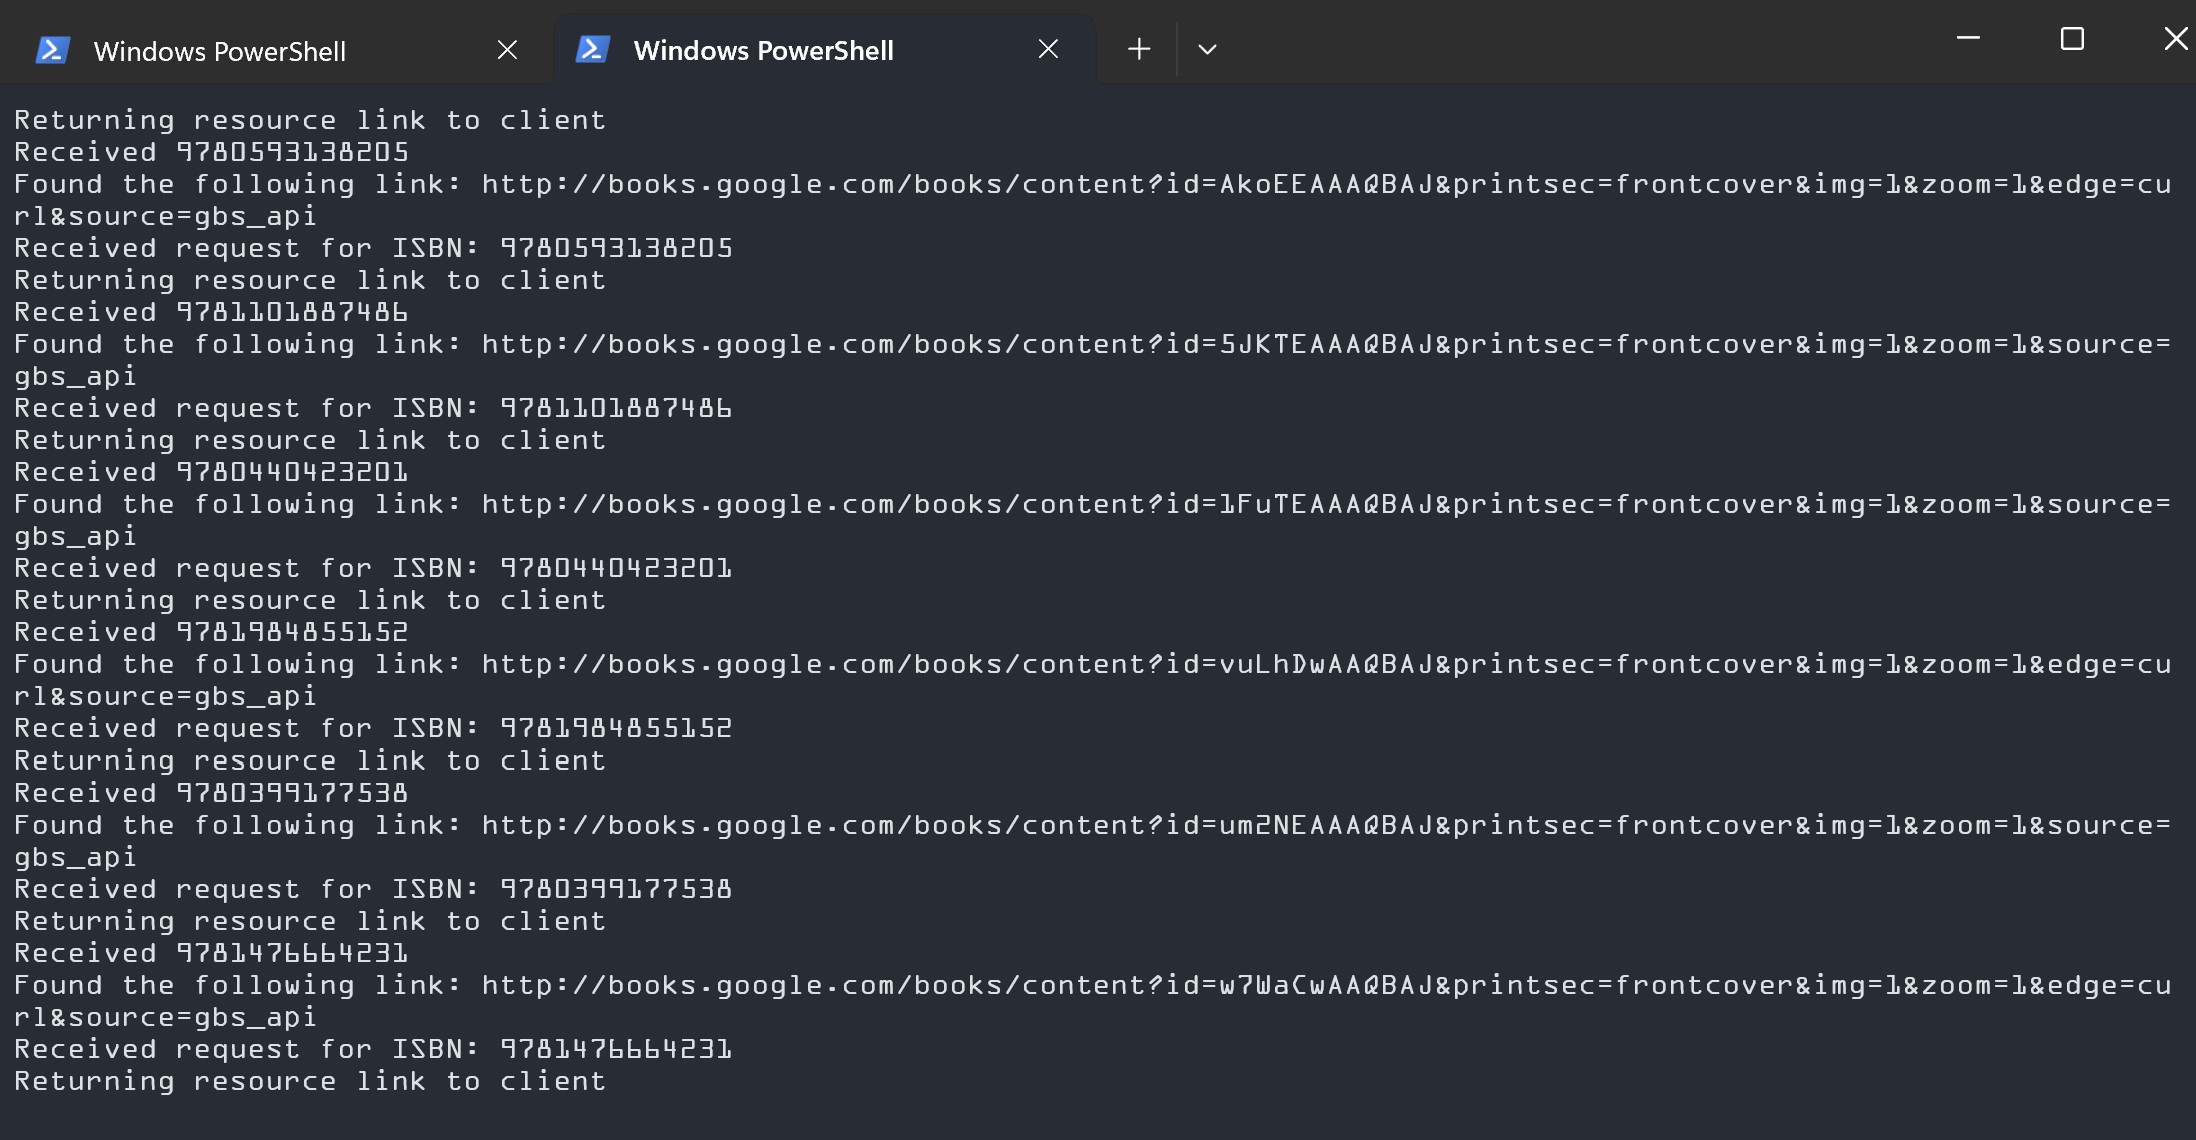 Windows PowerShell
Windows PowerShell
Returning resource link to client
Received 9780593138205
Found the following link: http://books.google.com/books/content?id=AkoEEAAAQBAJ&printsec=frontcover&img=1&zoom=1&edge=cu
rl&source=gbs_api
Received request for ISBN: 9780593138205
Returning resource link to client
Received 9781101887486
Found the following link: http://books.google.com/books/content?id=5JKTEAAAQBAJ&printsec=frontcover&img=1&zoom=1&source=
gbs_api
Received request for ISBN: 9781101887486
Returning resource link to client
Received 9780440423201
Found the following link: http://books.google.com/books/content?id=1FuTEAAAQBAJ&printsec=frontcover&img=1&zoom=1&source=
gbs_api
Received request for ISBN: 9780440423201
Returning resource link to client
Received 9781984855152
Found the following link: http://books.google.com/books/content?id=vuLhDwAAQBAJ&printsec=frontcover&img=1&zoom=1&edge=cu
rl&source=gbs_api
Received request for ISBN: 9781984855152
Returning resource link to client
Received 9780399177538
Found the following link: http://books.google.com/books/content?id=um2NEAAAQBAJ&printsec=frontcover&img=1&zoom=1&source=
gbs_api
Received request for ISBN: 9780399177538
Returning resource link to client
Received 9781476664231
Found the following link: http://books.google.com/books/content?id=w7WaCwAAQBAJ&printsec=frontcover&img=1&zoom=1&edge=cu
rl&source=gbs_api
Received request for ISBN: 9781476664231
Returning resource link to client